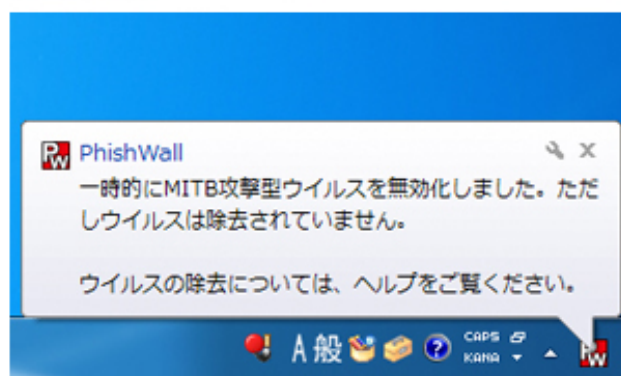 PhishWall
一時的にMITB攻撃型ウイルスを無効化しました。ただ
しウイルスは除去されていません。
ウイルスの除去については、ヘルプをご覧ください。
A 般 CAPS
KANA
PW